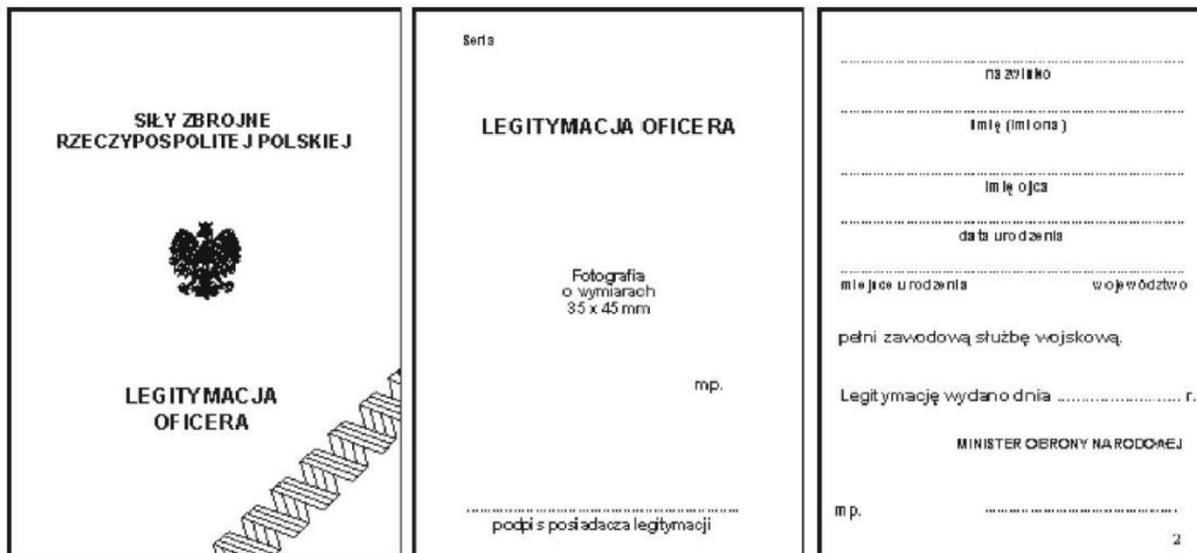 SIŁY ZBROJNE
RZECZYPOSPOLITEJ POLSKIEJ
LEGITYMACJA
OFICERA
Seria
LEGITYMACJA OFICERA
Fotografia
o wymiarach
35 x 45 mm
mp.
podpis posiadacza legitymacji
nazwisko
imię (imiona)
imię ojca
data urodzenia
miejsce urodzenia województwo
pełni zawodową służbę wojskową.
Legitymację wydano dnia ........................... r.
MINISTER OBRONY NARODOWEJ
mp.
2